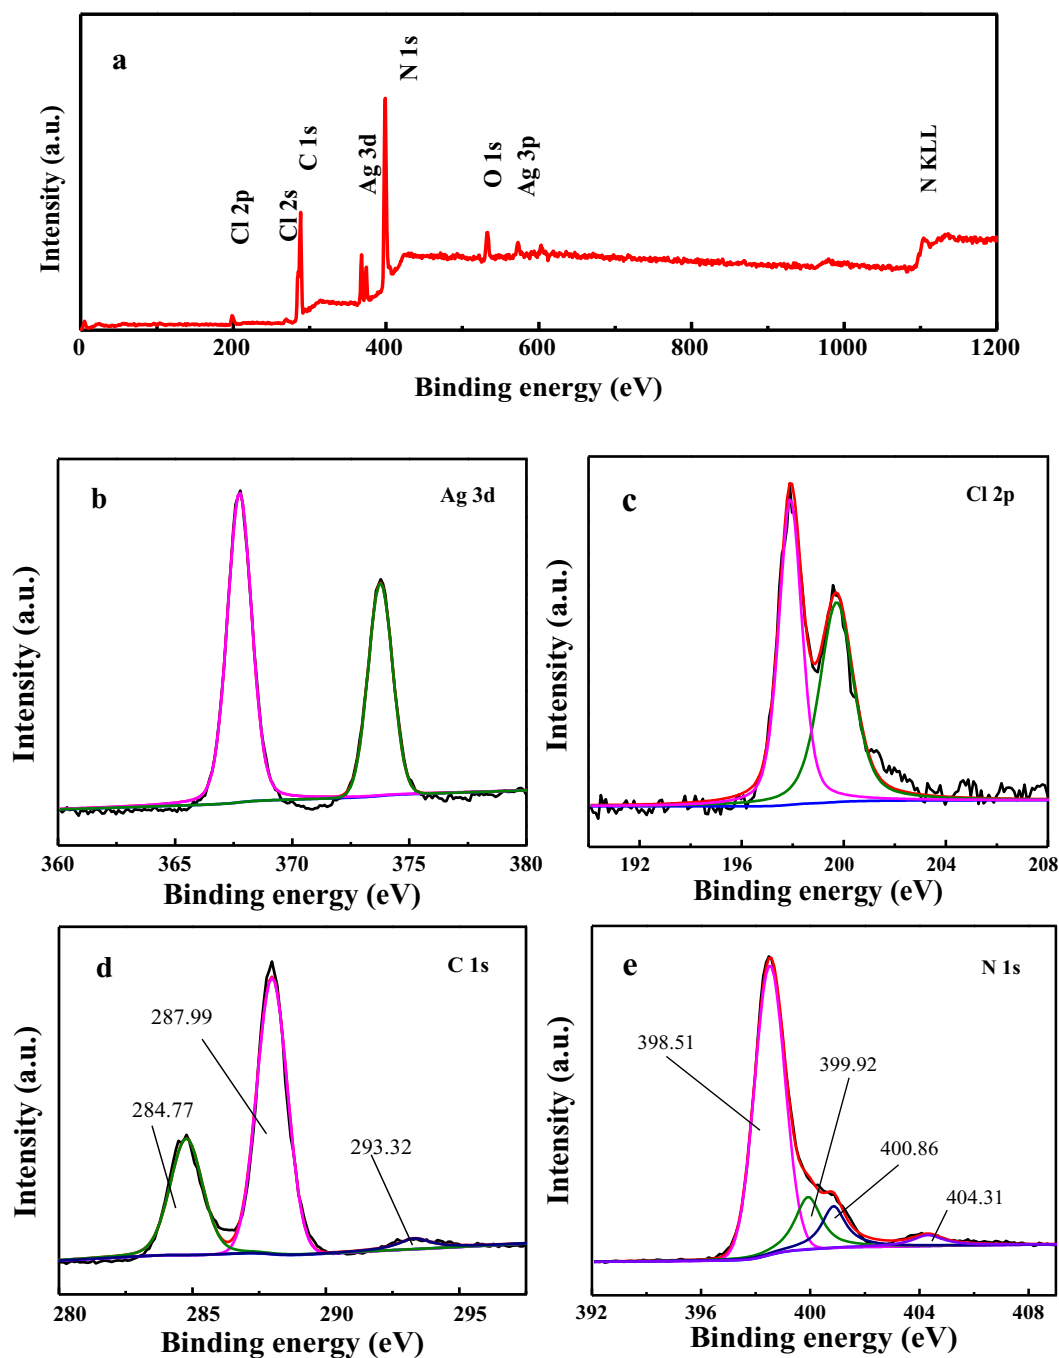 a
N 1s
C 1s
Ag 3d
O 1s
Ag 3p
N KLL
Cl 2p
Cl 2s
Intensity (a.u.)
0 200 400 600 800 1000 1200
Binding energy (eV)
b
Ag 3d
Intensity (a.u.)
360 365 370 375 380
Binding energy (eV)
c
Cl 2p
Intensity (a.u.)
192 196 200 204 208
Binding energy (eV)
d
C 1s
287.99
284.77
293.32
Intensity (a.u.)
280 285 290 295
Binding energy (eV)
e
N 1s
398.51
399.92
400.86
404.31
Intensity (a.u.)
392 396 400 404 408
Binding energy (eV)